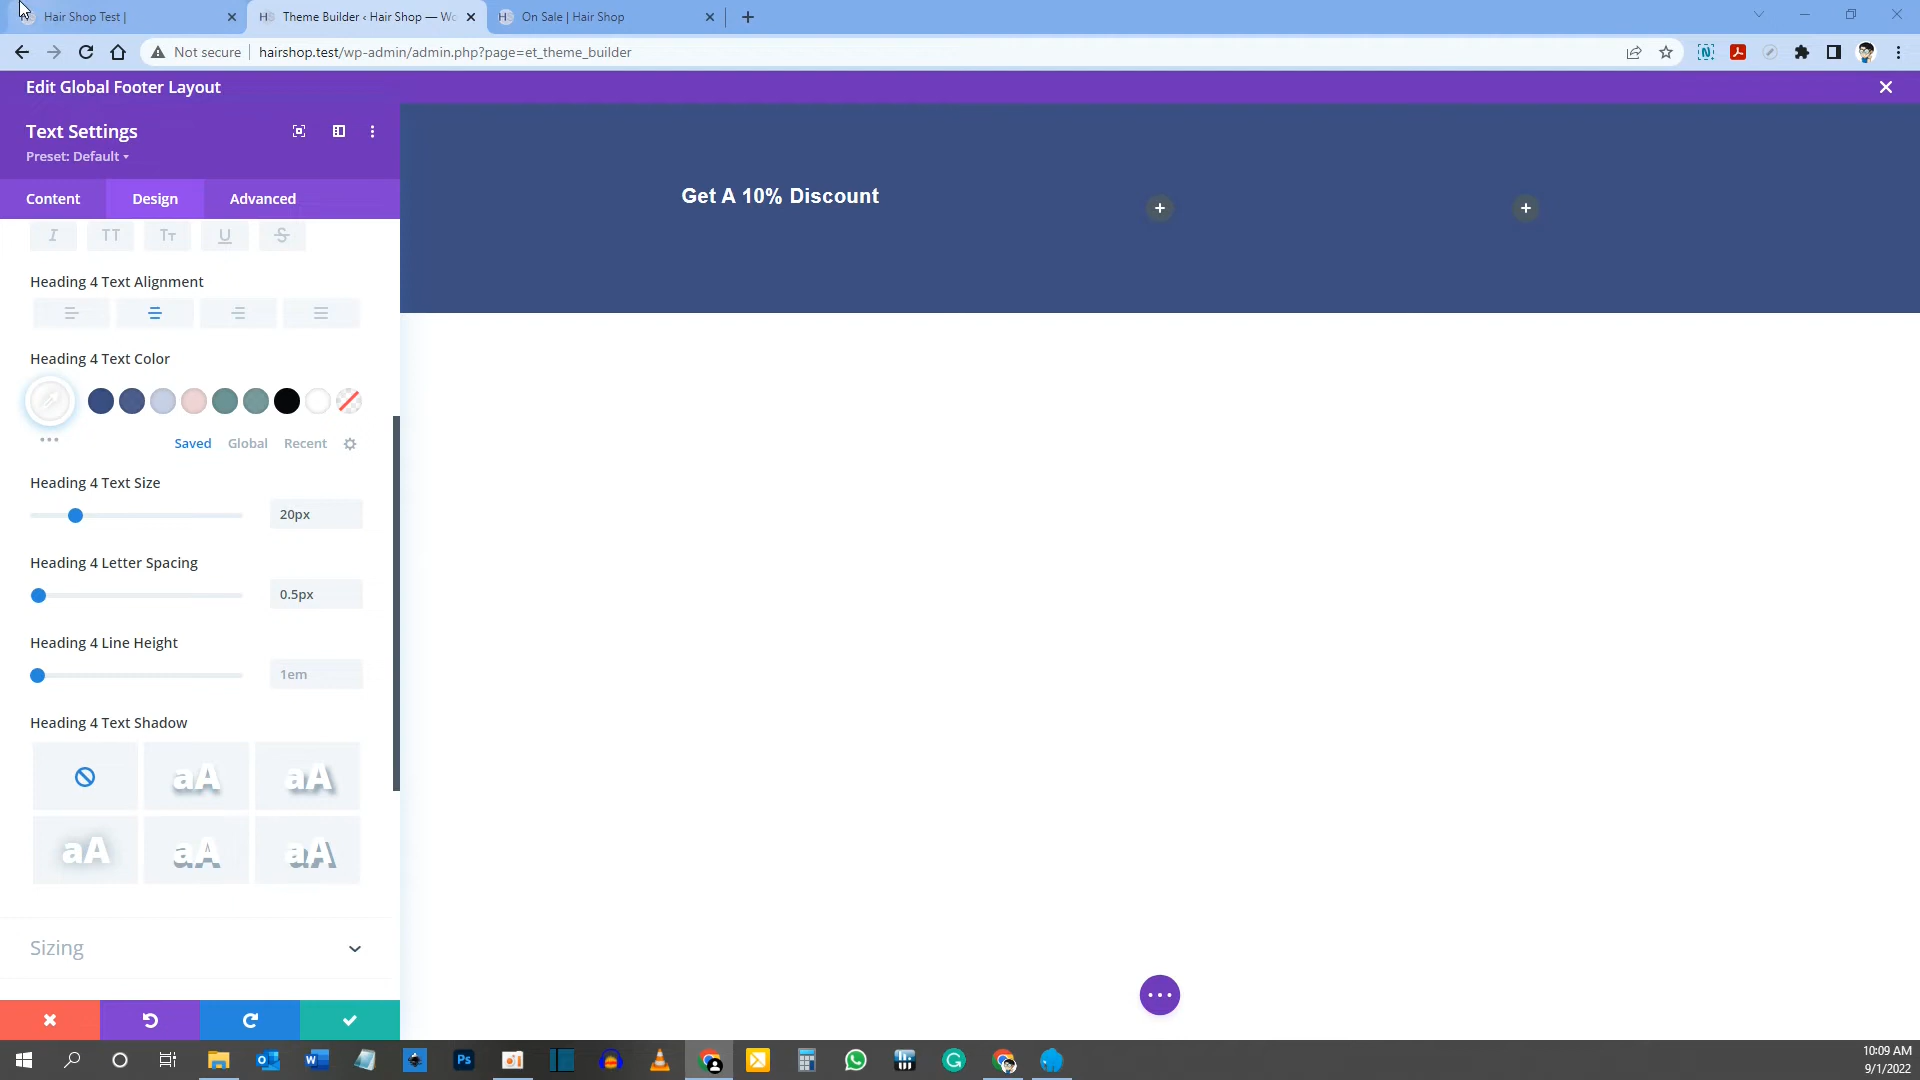 Hair Shop Test |
Theme Builder ‹ Hair Shop — Wo
On Sale | Hair Shop
Not secure
hairshop.test/wp-admin/admin.php?page=et_theme_builder
Edit Global Footer Layout
Text Settings
Preset: Default
Content
Design
Advanced
Get A 10% Discount
I TT Tт U S
Heading 4 Text Alignment
Heading 4 Text Color
Saved
Global
Recent
Heading 4 Text Size
20px
Heading 4 Letter Spacing
0.5px
Heading 4 Line Height
1em
Heading 4 Text Shadow
aA aA
aA aA aA
Sizing
10:09 AM
9/1/2022